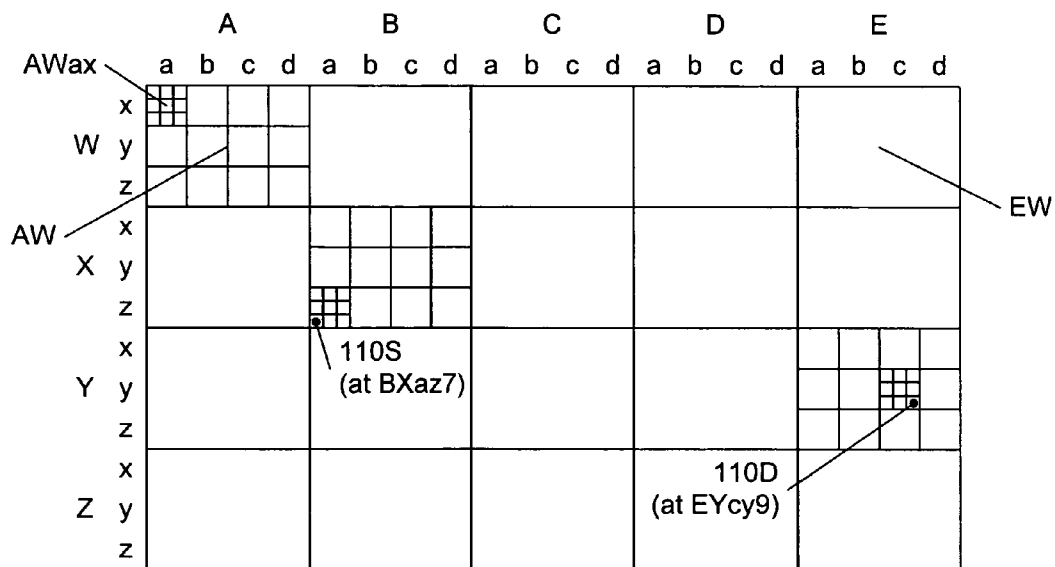 A B C D E
a b c d a b c d a b c d a b c d a b c d
AWax
x
W y
z
EW
AW
x
X y
z
110S
(at BXaz7)
x
Y y
z
110D
(at EYcy9)
x
Z y
z